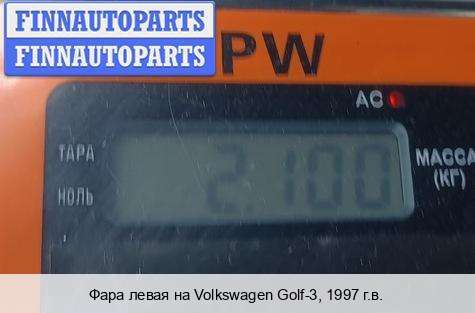 FINNAUTOPARTS
FINNAUTOPARTS
PW
AC
ТАРА
НОЛЬ
2.100
МАССА
(КГ)
Фара левая на Volkswagen Golf-3, 1997 г.в.